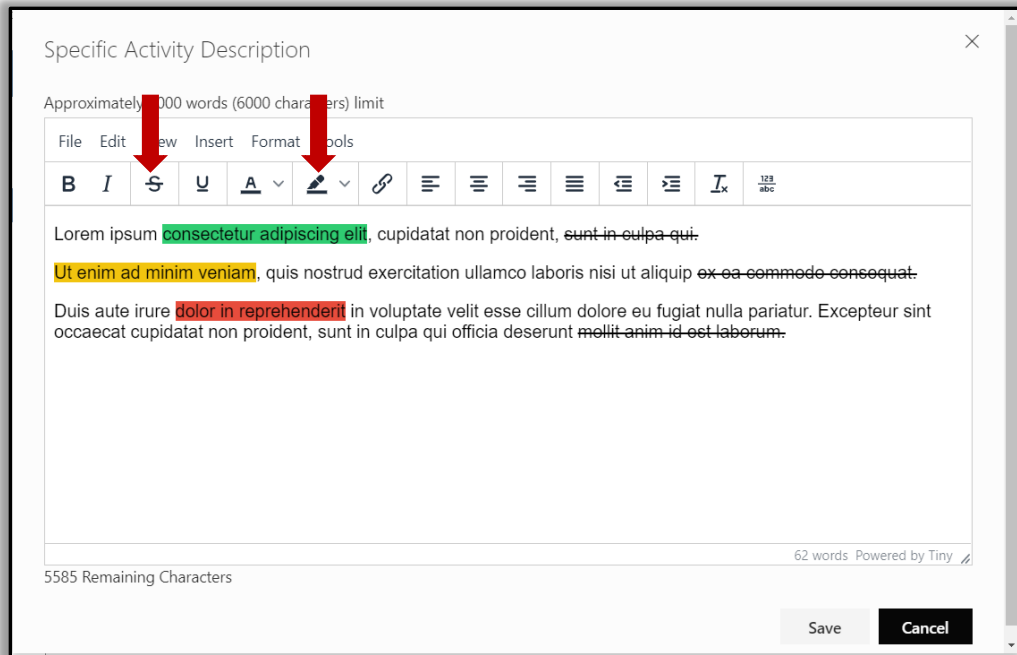 Specific Activity Description
Approximately 000 words (6000 characters) limit
File Edit View Insert Format Tools
B I S U A 123 abc
Lorem ipsum consectetur adipiscing elit, cupidatat non proident, sunt in culpa qui.
Ut enim ad minim veniam, quis nostrud exercitation ullamco laboris nisi ut aliquip ex ea commodo consequat.
Duis aute irure dolor in reprehenderit in voluptate velit esse cillum dolore eu fugiat nulla pariatur. Excepteur sint
occaecat cupidatat non proident, sunt in culpa qui officia deserunt mollit anim id est laborum.
62 words Powered by Tiny
5585 Remaining Characters
Save Cancel